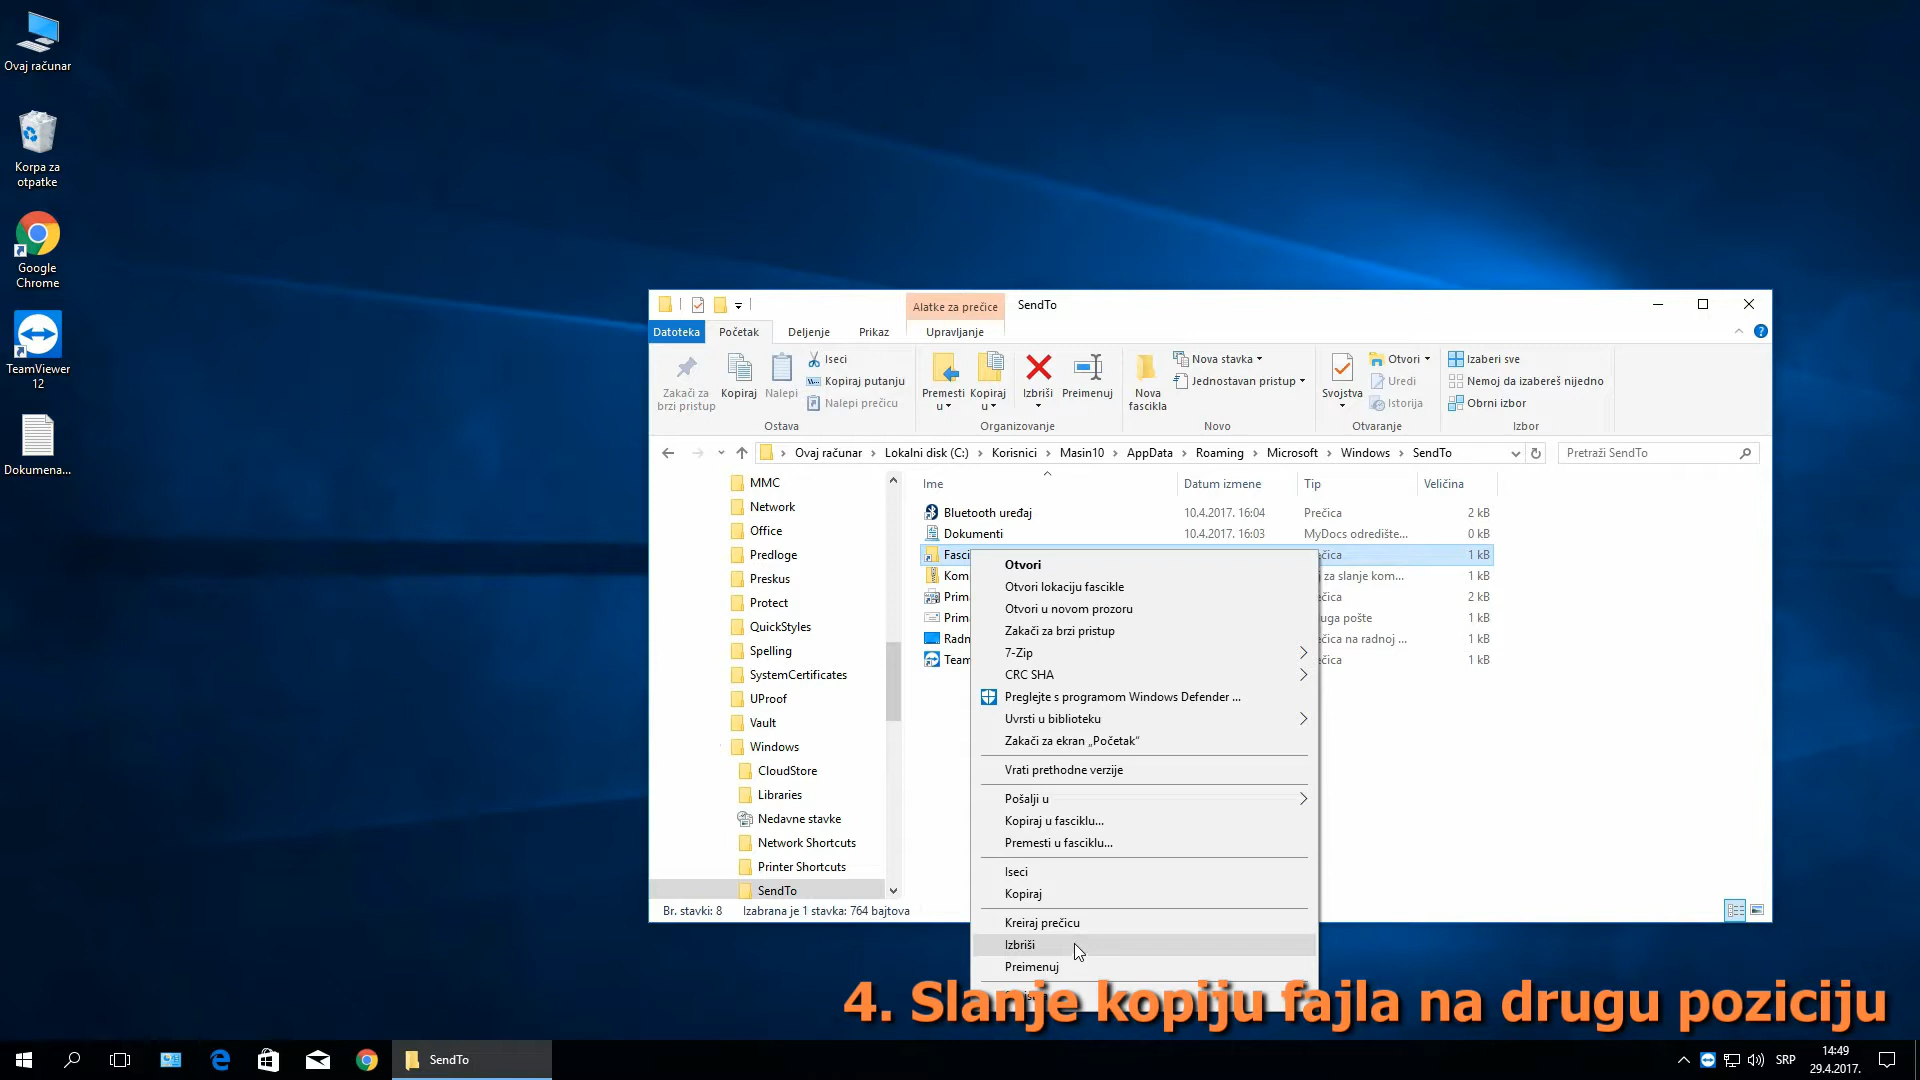 Ovaj računar
Korpa za
otpatke
Google
Chrome
TeamViewer
12
Dokumena...
Alatke za prečice
SendTo
Datoteka
Početak
Deljenje
Prikaz
Upravljanje
Zakači za
brzi pristup
Kopiraj
Nalepi
Iseci
Kopiraj putanju
Nalepi prečicu
Ostava
Premesti
u
Kopiraj
u
Izbriši
Preimenuj
Organizovanje
Nova
fascikla
Nova stavka
Jednostavan pristup
Novo
Svojstva
Otvori
Uredi
Istorija
Otvaranje
Izaberi sve
Nemoj da izabereš nijedno
Obrni izbor
Izbor
Ovaj računar
Lokalni disk (C:)
Korisnici
Masin10
AppData
Roaming
Microsoft
Windows
SendTo
Pretraži SendTo
MMC
Network
Office
Predloge
Preskus
Protect
QuickStyles
Spelling
SystemCertificates
UProof
Vault
Windows
CloudStore
Libraries
Nedavne stavke
Network Shortcuts
Printer Shortcuts
SendTo
Ime
Datum izmene
Tip
Veličina
Bluetooth uređaj 10.4.2017. 16:04 Prečica 2 kB
Dokumenti 10.4.2017. 16:03 MyDocs odredište... 0 kB
Fasci ečica 1 kB
Kom j za slanje kom... 1 kB
Prim ečica 2 kB
Prim uga pošte 1 kB
Radn ečica na radnoj ... 1 kB
Team ečica 1 kB
Otvori
Otvori lokaciju fascikle
Otvori u novom prozoru
Zakači za brzi pristup
7-Zip
CRC SHA
Preglejte s programom Windows Defender ...
Uvrsti u biblioteku
Zakači za ekran „Početak“
Vrati prethodne verzije
Pošalji u
Kopiraj u fasciklu...
Premesti u fasciklu...
Iseci
Kopiraj
Kreiraj prečicu
Izbriši
Preimenuj
Br. stavki: 8
Izabrana je 1 stavka: 764 bajtova
4. Slanje kopiju fajla na drugu poziciju
SendTo
SRP
14:49
29.4.2017.